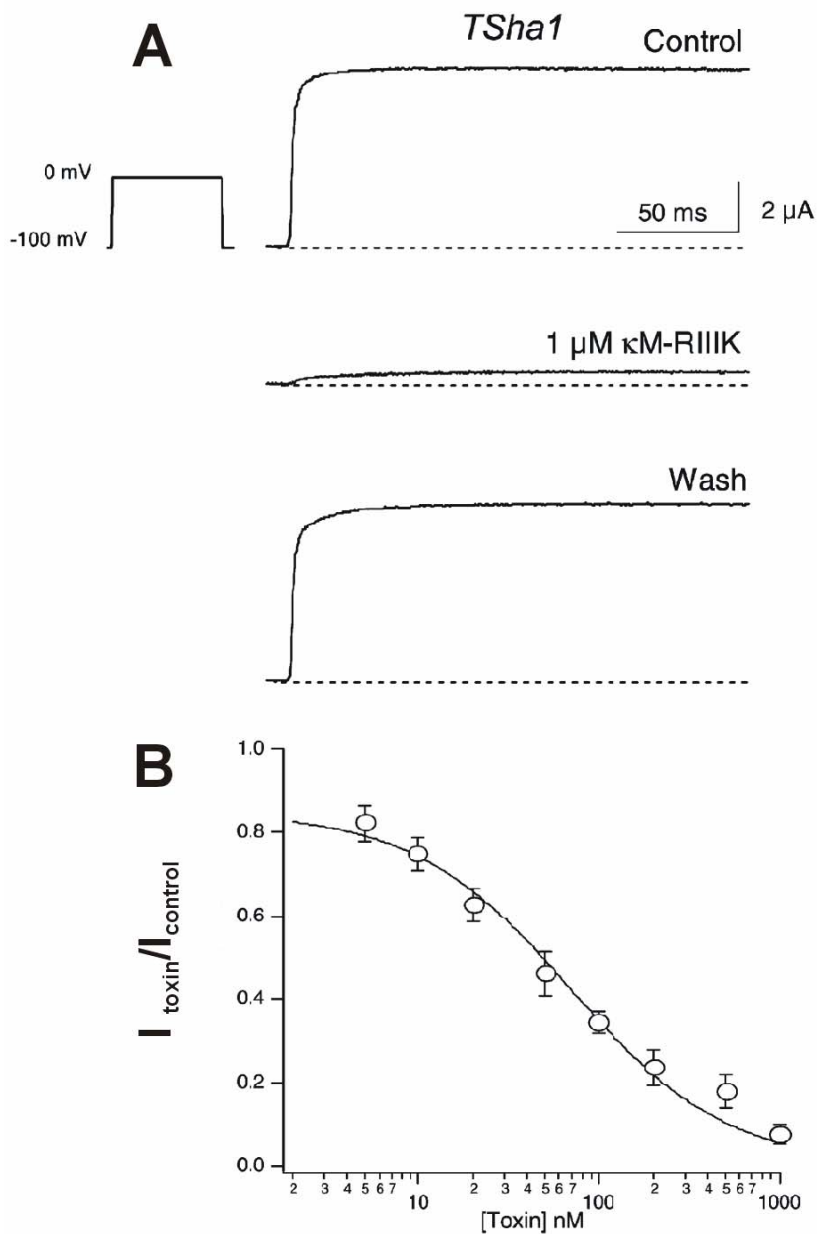 A
TSha1
Control
0 mV
-100 mV
50 ms
2 µA
1 µM κM-RIIIK
Wash
B
1.0
0.8
0.6
0.4
0.2
0.0
I toxin/Icontrol
2 3 4 5 6 7 10 2 3 4 5 6 7 100 2 3 4 5 6 7 1000
[Toxin] nM